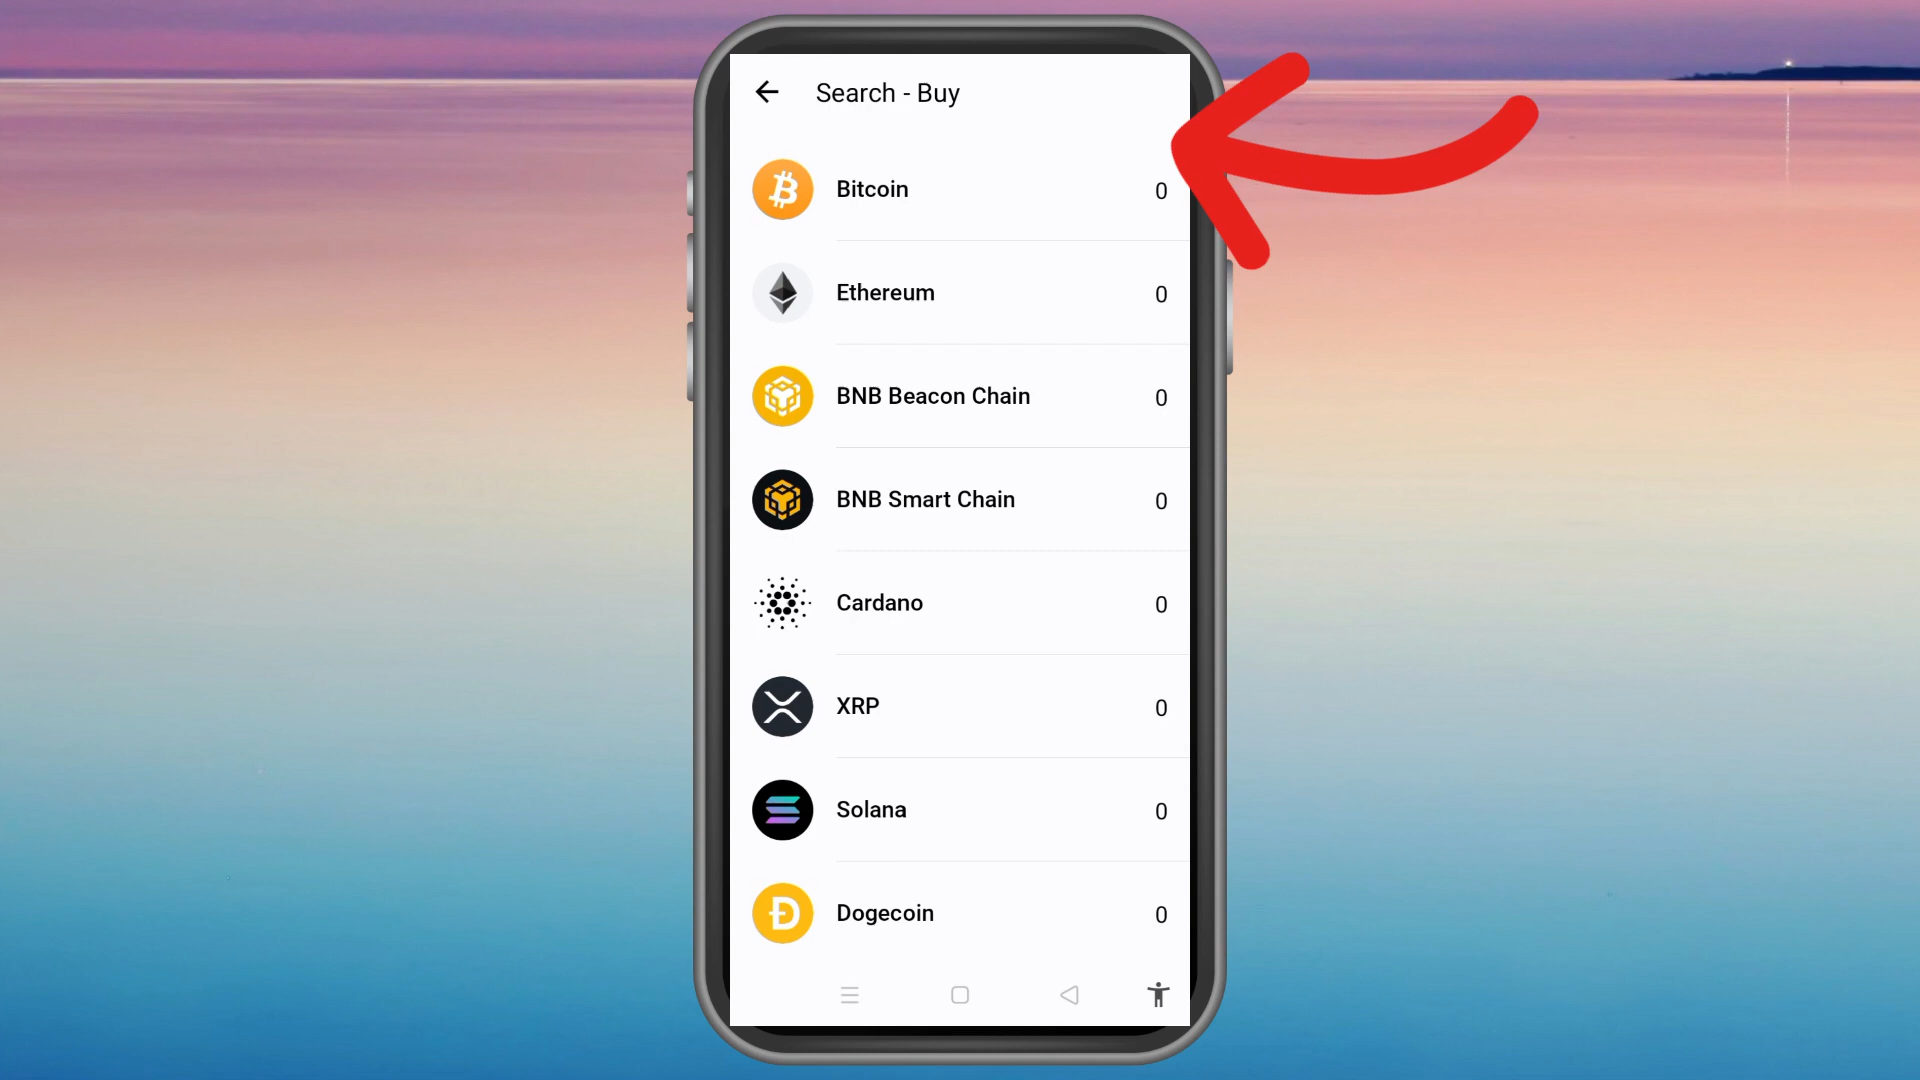 Search - Buy
Bitcoin 0
Ethereum 0
BNB Beacon Chain 0
BNB Smart Chain 0
Cardano 0
XRP 0
Solana 0
Dogecoin 0